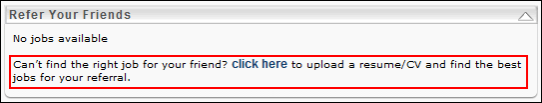 Refer Your Friends
No jobs available
Can't find the right job for your friend? click here to upload a resume/CV and find the best
jobs for your referral.